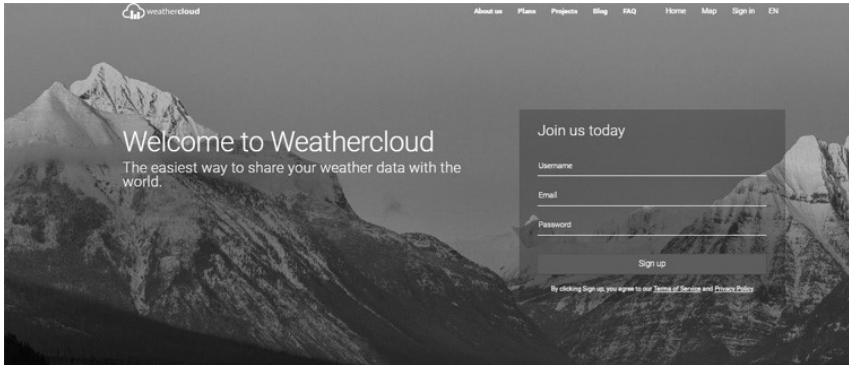 weathercloud
About us Plans Projects Blog FAQ Home Map Sign in EN
Welcome to Weathercloud
The easiest way to share your weather data with the
world.
Join us today
Username
Email
Password
Sign up
By clicking Sign up, you agree to our Terms of Service and Privacy Policy